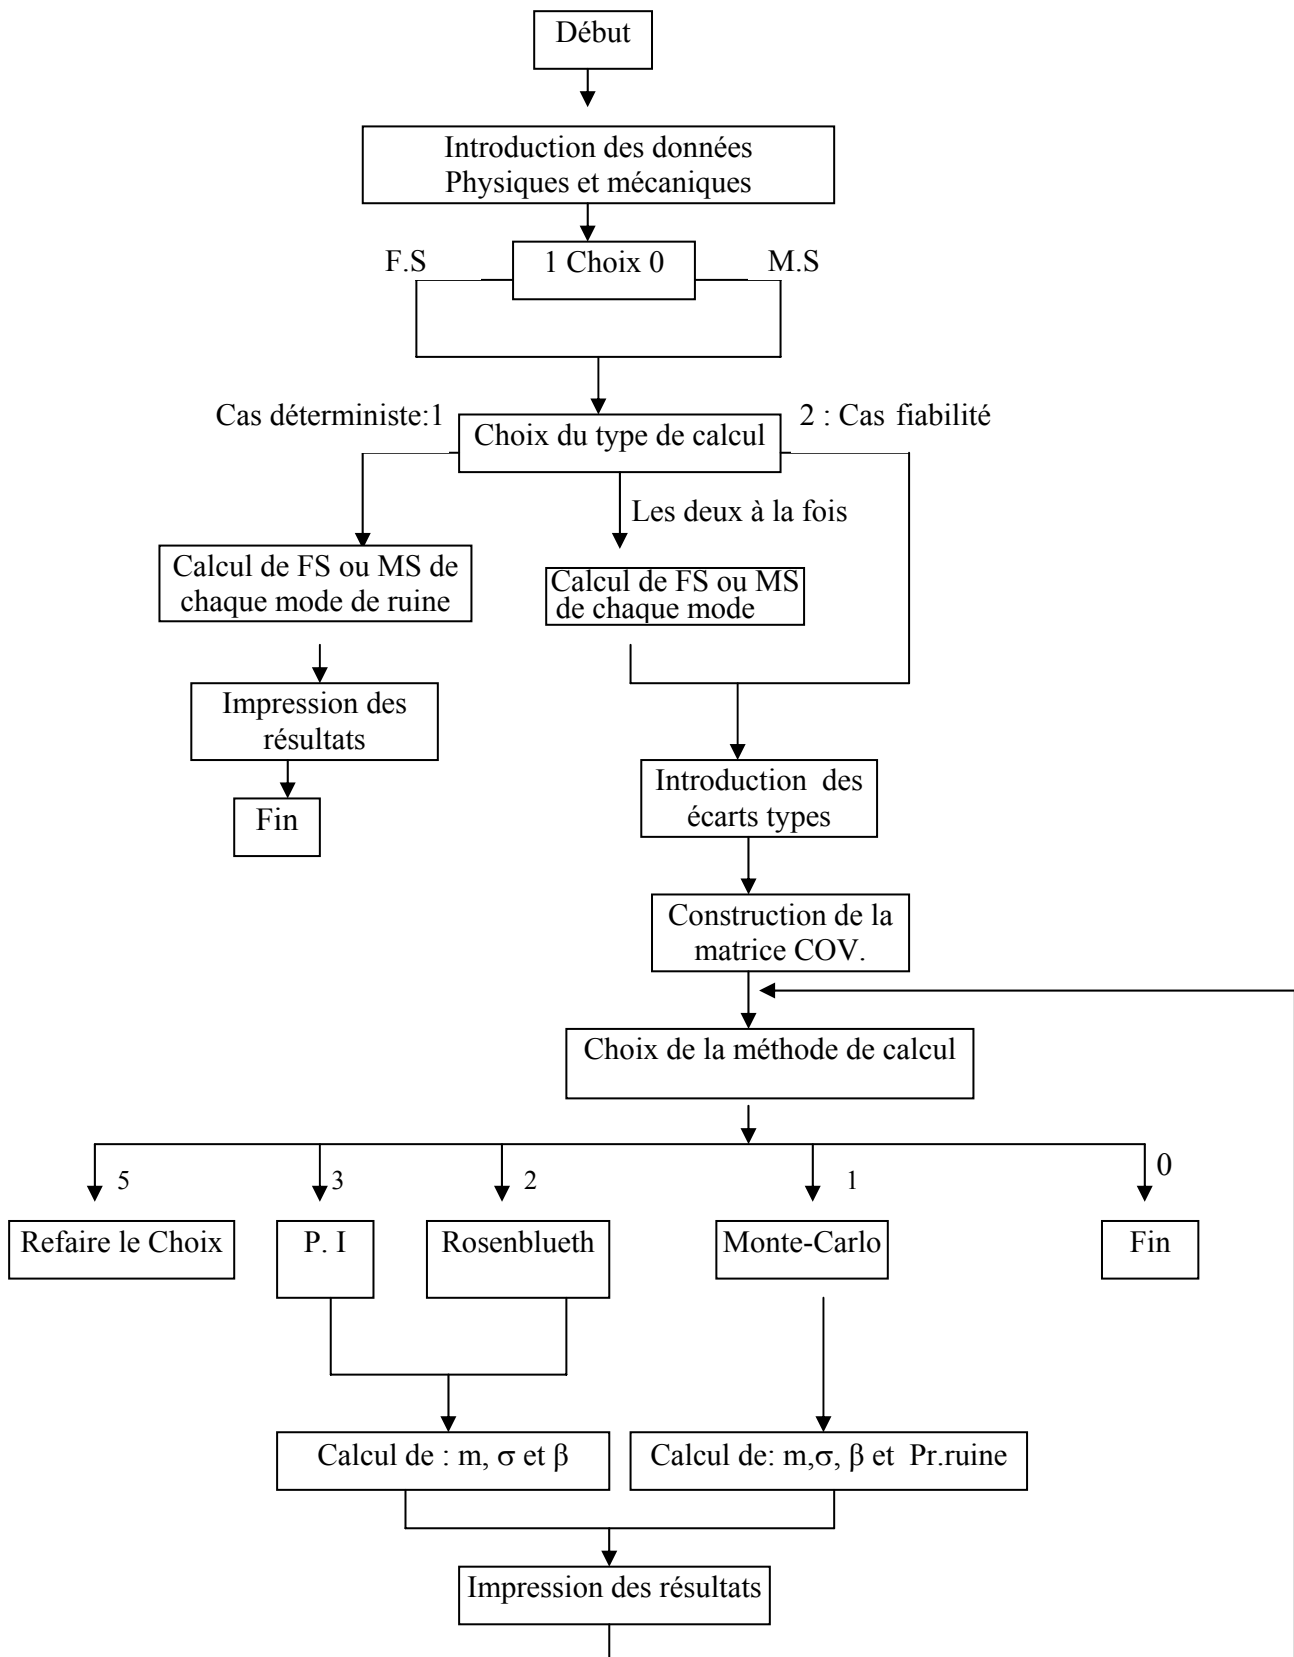 Début
Introduction des données
Physiques et mécaniques
F.S
1 Choix 0
M.S
Cas déterministe:1
Choix du type de calcul
2 : Cas fiabilité
Les deux à la fois
Calcul de FS ou MS de
chaque mode de ruine
Calcul de FS ou MS
de chaque mode
Impression des
résultats
Fin
Introduction des
écarts types
Construction de la
matrice COV.
Choix de la méthode de calcul
5
3
2
1
0
Refaire le Choix
P. I
Rosenblueth
Monte-Carlo
Fin
Calcul de : m, σ et β
Calcul de: m,σ, β et Pr.ruine
Impression des résultats